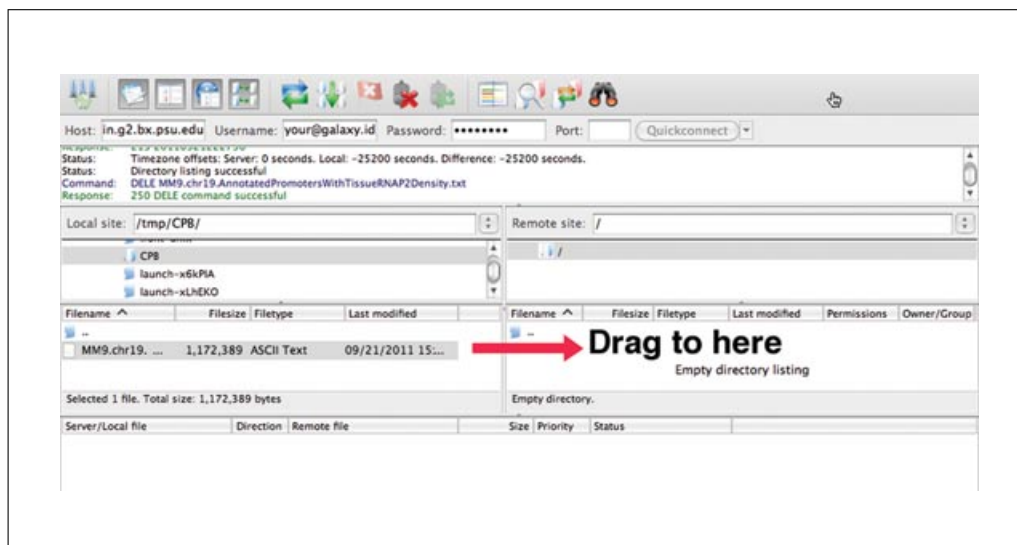 Host: in.g2.bx.psu.edu Username: your@galaxy.id Password: •••••••• Port: Quickconnect
Status: Timezone offsets: Server: 0 seconds. Local: -25200 seconds. Difference: -25200 seconds.
Status: Directory listing successful
Command: DELE MM9.chr19.AnnotatedPromotersWithTissueRNAP2Density.txt
Response: 250 DELE command successful
Local site: /tmp/CPB/ Remote site: /
CPB /
launch-x6kPIA
launch-xLhEKO
Filename Filesize Filetype Last modified Filename Filesize Filetype Last modified Permissions Owner/Group
.. ..
MM9.chr19. ... 1,172,389 ASCII Text 09/21/2011 15:... Drag to here
Empty directory listing
Selected 1 file. Total size: 1,172,389 bytes Empty directory.
Server/Local file Direction Remote file Size Priority Status